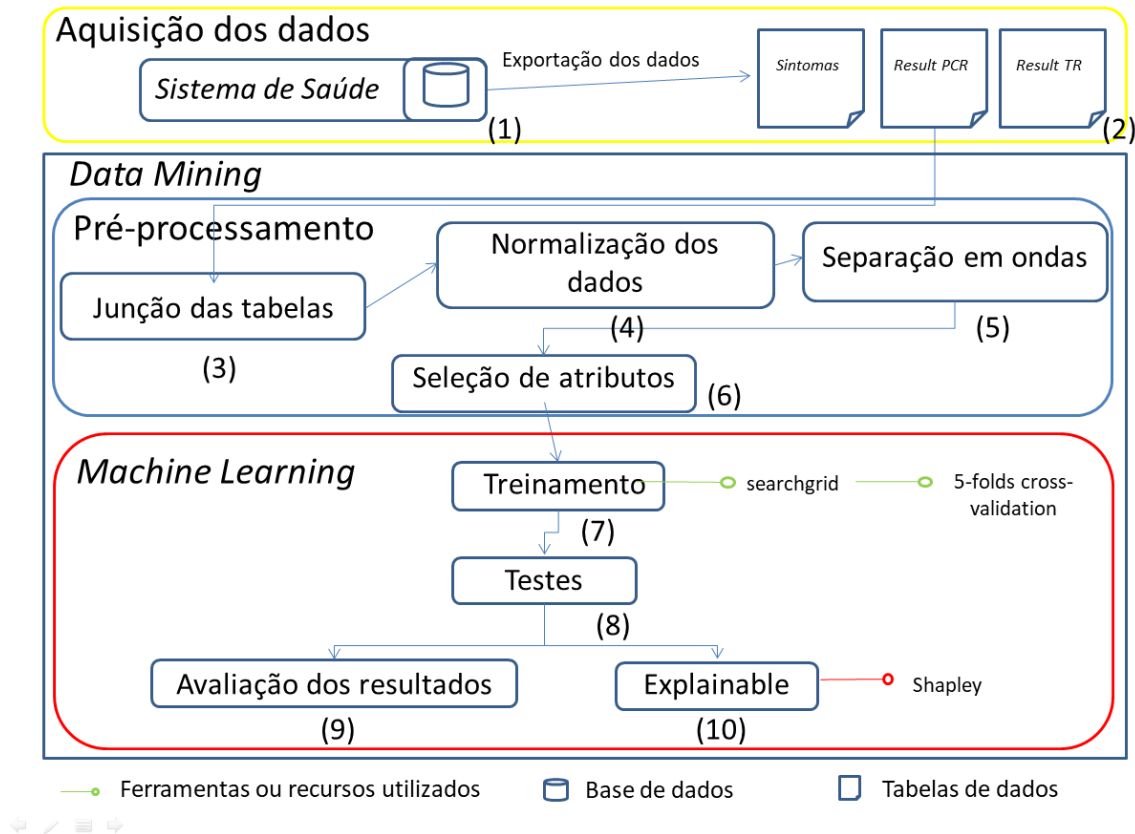 Aquisição dos dados
Sistema de Saúde
(1)
Exportação dos dados
Sintomas
Result PCR
Result TR
(2)
Data Mining
Pré-processamento
Junção das tabelas
(3)
Normalização dos
dados
(4)
Separação em ondas
(5)
Seleção de atributos
(6)
Machine Learning
Treinamento
(7)
searchgrid
5-folds cross-
validation
Testes
(8)
Avaliação dos resultados
(9)
Explainable
(10)
Shapley
Ferramentas ou recursos utilizados
Base de dados
Tabelas de dados